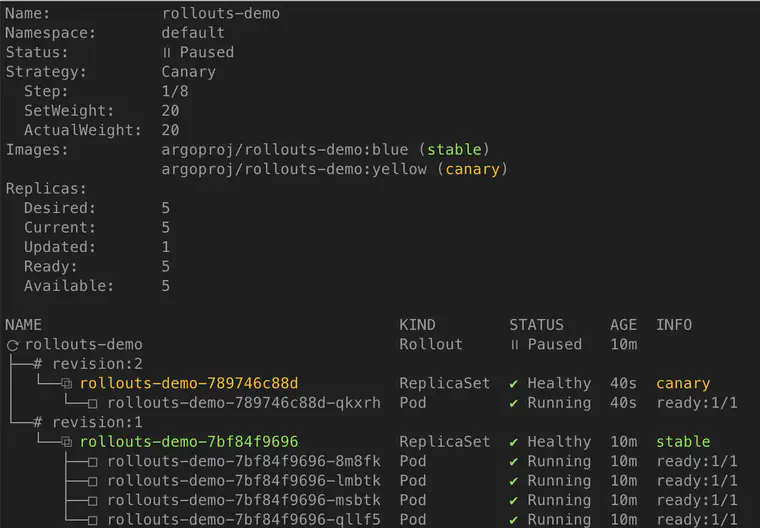 Name: rollouts-demo
Namespace: default
Status: ॥ Paused
Strategy: Canary
Step: 1/8
SetWeight: 20
ActualWeight: 20
Images: argoproj/rollouts-demo:blue (stable)
argoproj/rollouts-demo:yellow (canary)
Replicas:
Desired: 5
Current: 5
Updated: 1
Ready: 5
Available: 5
NAME KIND STATUS AGE INFO
rollouts-demo Rollout ॥ Paused 10m
# revision:2
rollouts-demo-789746c88d ReplicaSet ✔ Healthy 40s canary
rollouts-demo-789746c88d-qkxrh Pod ✔ Running 40s ready:1/1
# revision:1
rollouts-demo-7bf84f9696 ReplicaSet ✔ Healthy 10m stable
rollouts-demo-7bf84f9696-8m8fk Pod ✔ Running 10m ready:1/1
rollouts-demo-7bf84f9696-lmbtk Pod ✔ Running 10m ready:1/1
rollouts-demo-7bf84f9696-msbtk Pod ✔ Running 10m ready:1/1
rollouts-demo-7bf84f9696-qllf5 Pod ✔ Running 10m ready:1/1